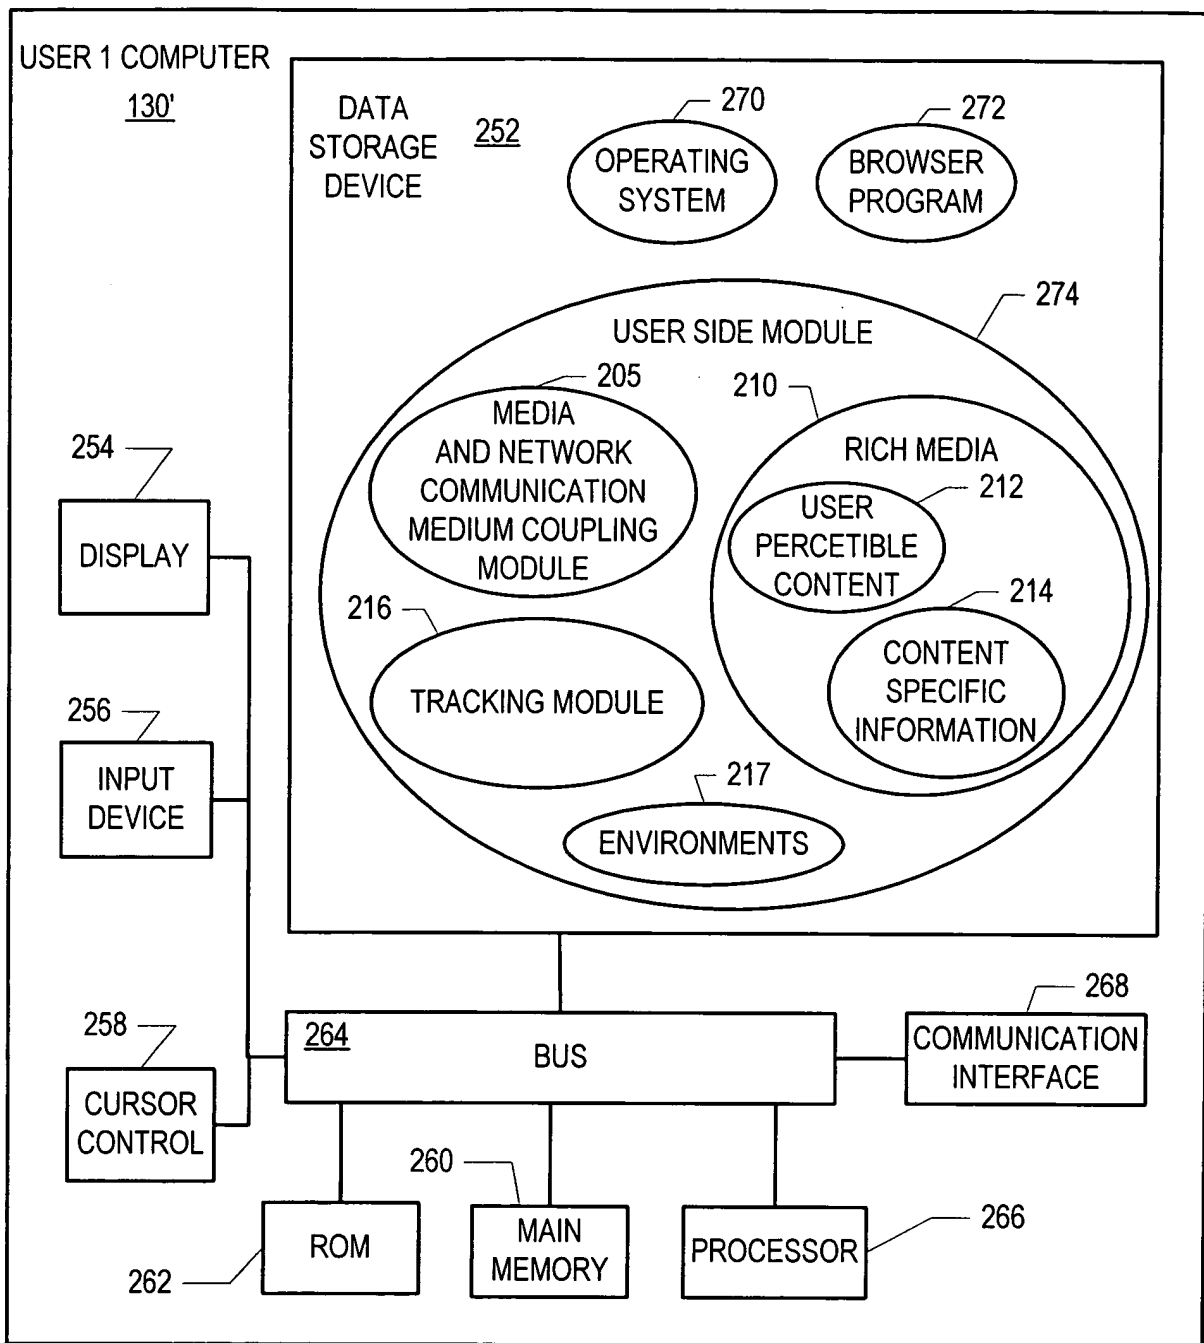 USER 1 COMPUTER
130'
DATA
STORAGE
DEVICE
252
270
OPERATING
SYSTEM
272
BROWSER
PROGRAM
274
USER SIDE MODULE
205
MEDIA
AND NETWORK
COMMUNICATION
MEDIUM COUPLING
MODULE
210
RICH MEDIA
212
USER
PERCETIBLE
CONTENT
214
CONTENT
SPECIFIC
INFORMATION
216
TRACKING MODULE
217
ENVIRONMENTS
254
DISPLAY
256
INPUT
DEVICE
258
CURSOR
CONTROL
264
BUS
268
COMMUNICATION
INTERFACE
ROM
262
260
MAIN
MEMORY
PROCESSOR
266